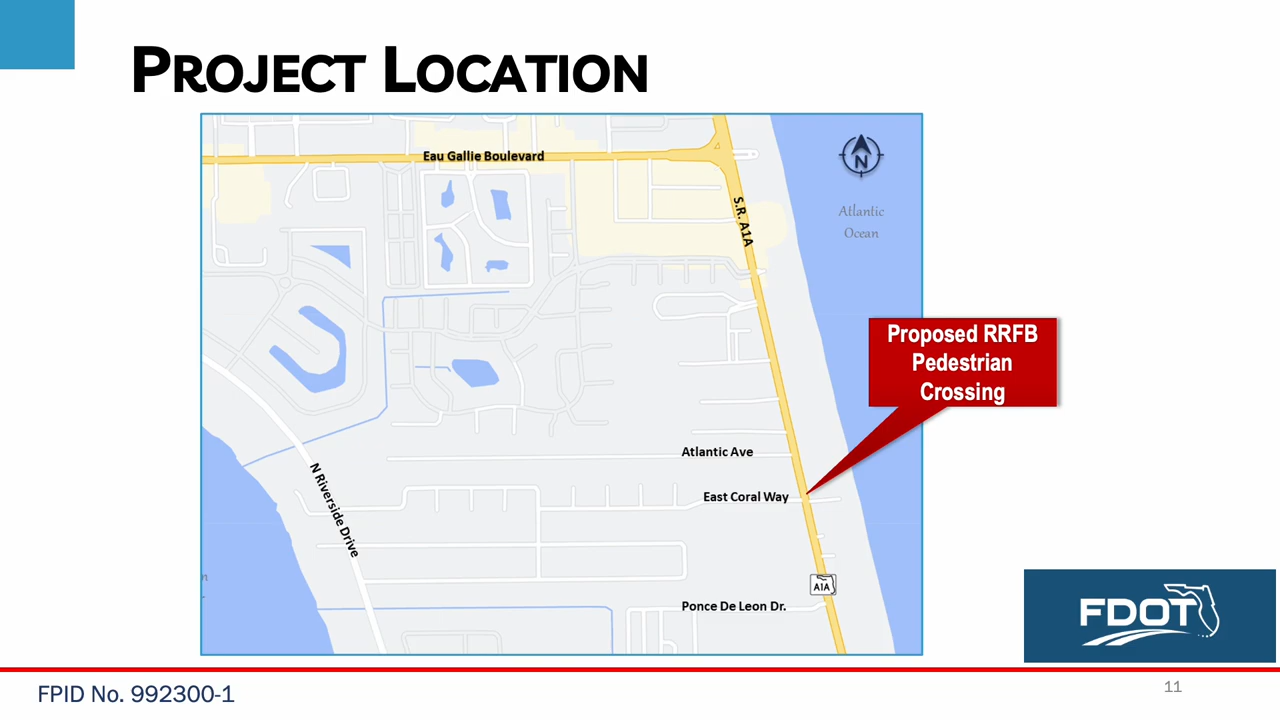 PROJECT LOCATION
Eau Gallie Boulevard
N
S.R. A1A
Atlantic
Ocean
Proposed RRFB
Pedestrian
Crossing
Atlantic Ave
East Coral Way
N Riverside Drive
A1A
Ponce De Leon Dr.
FDOT
FPID No. 992300-1
11